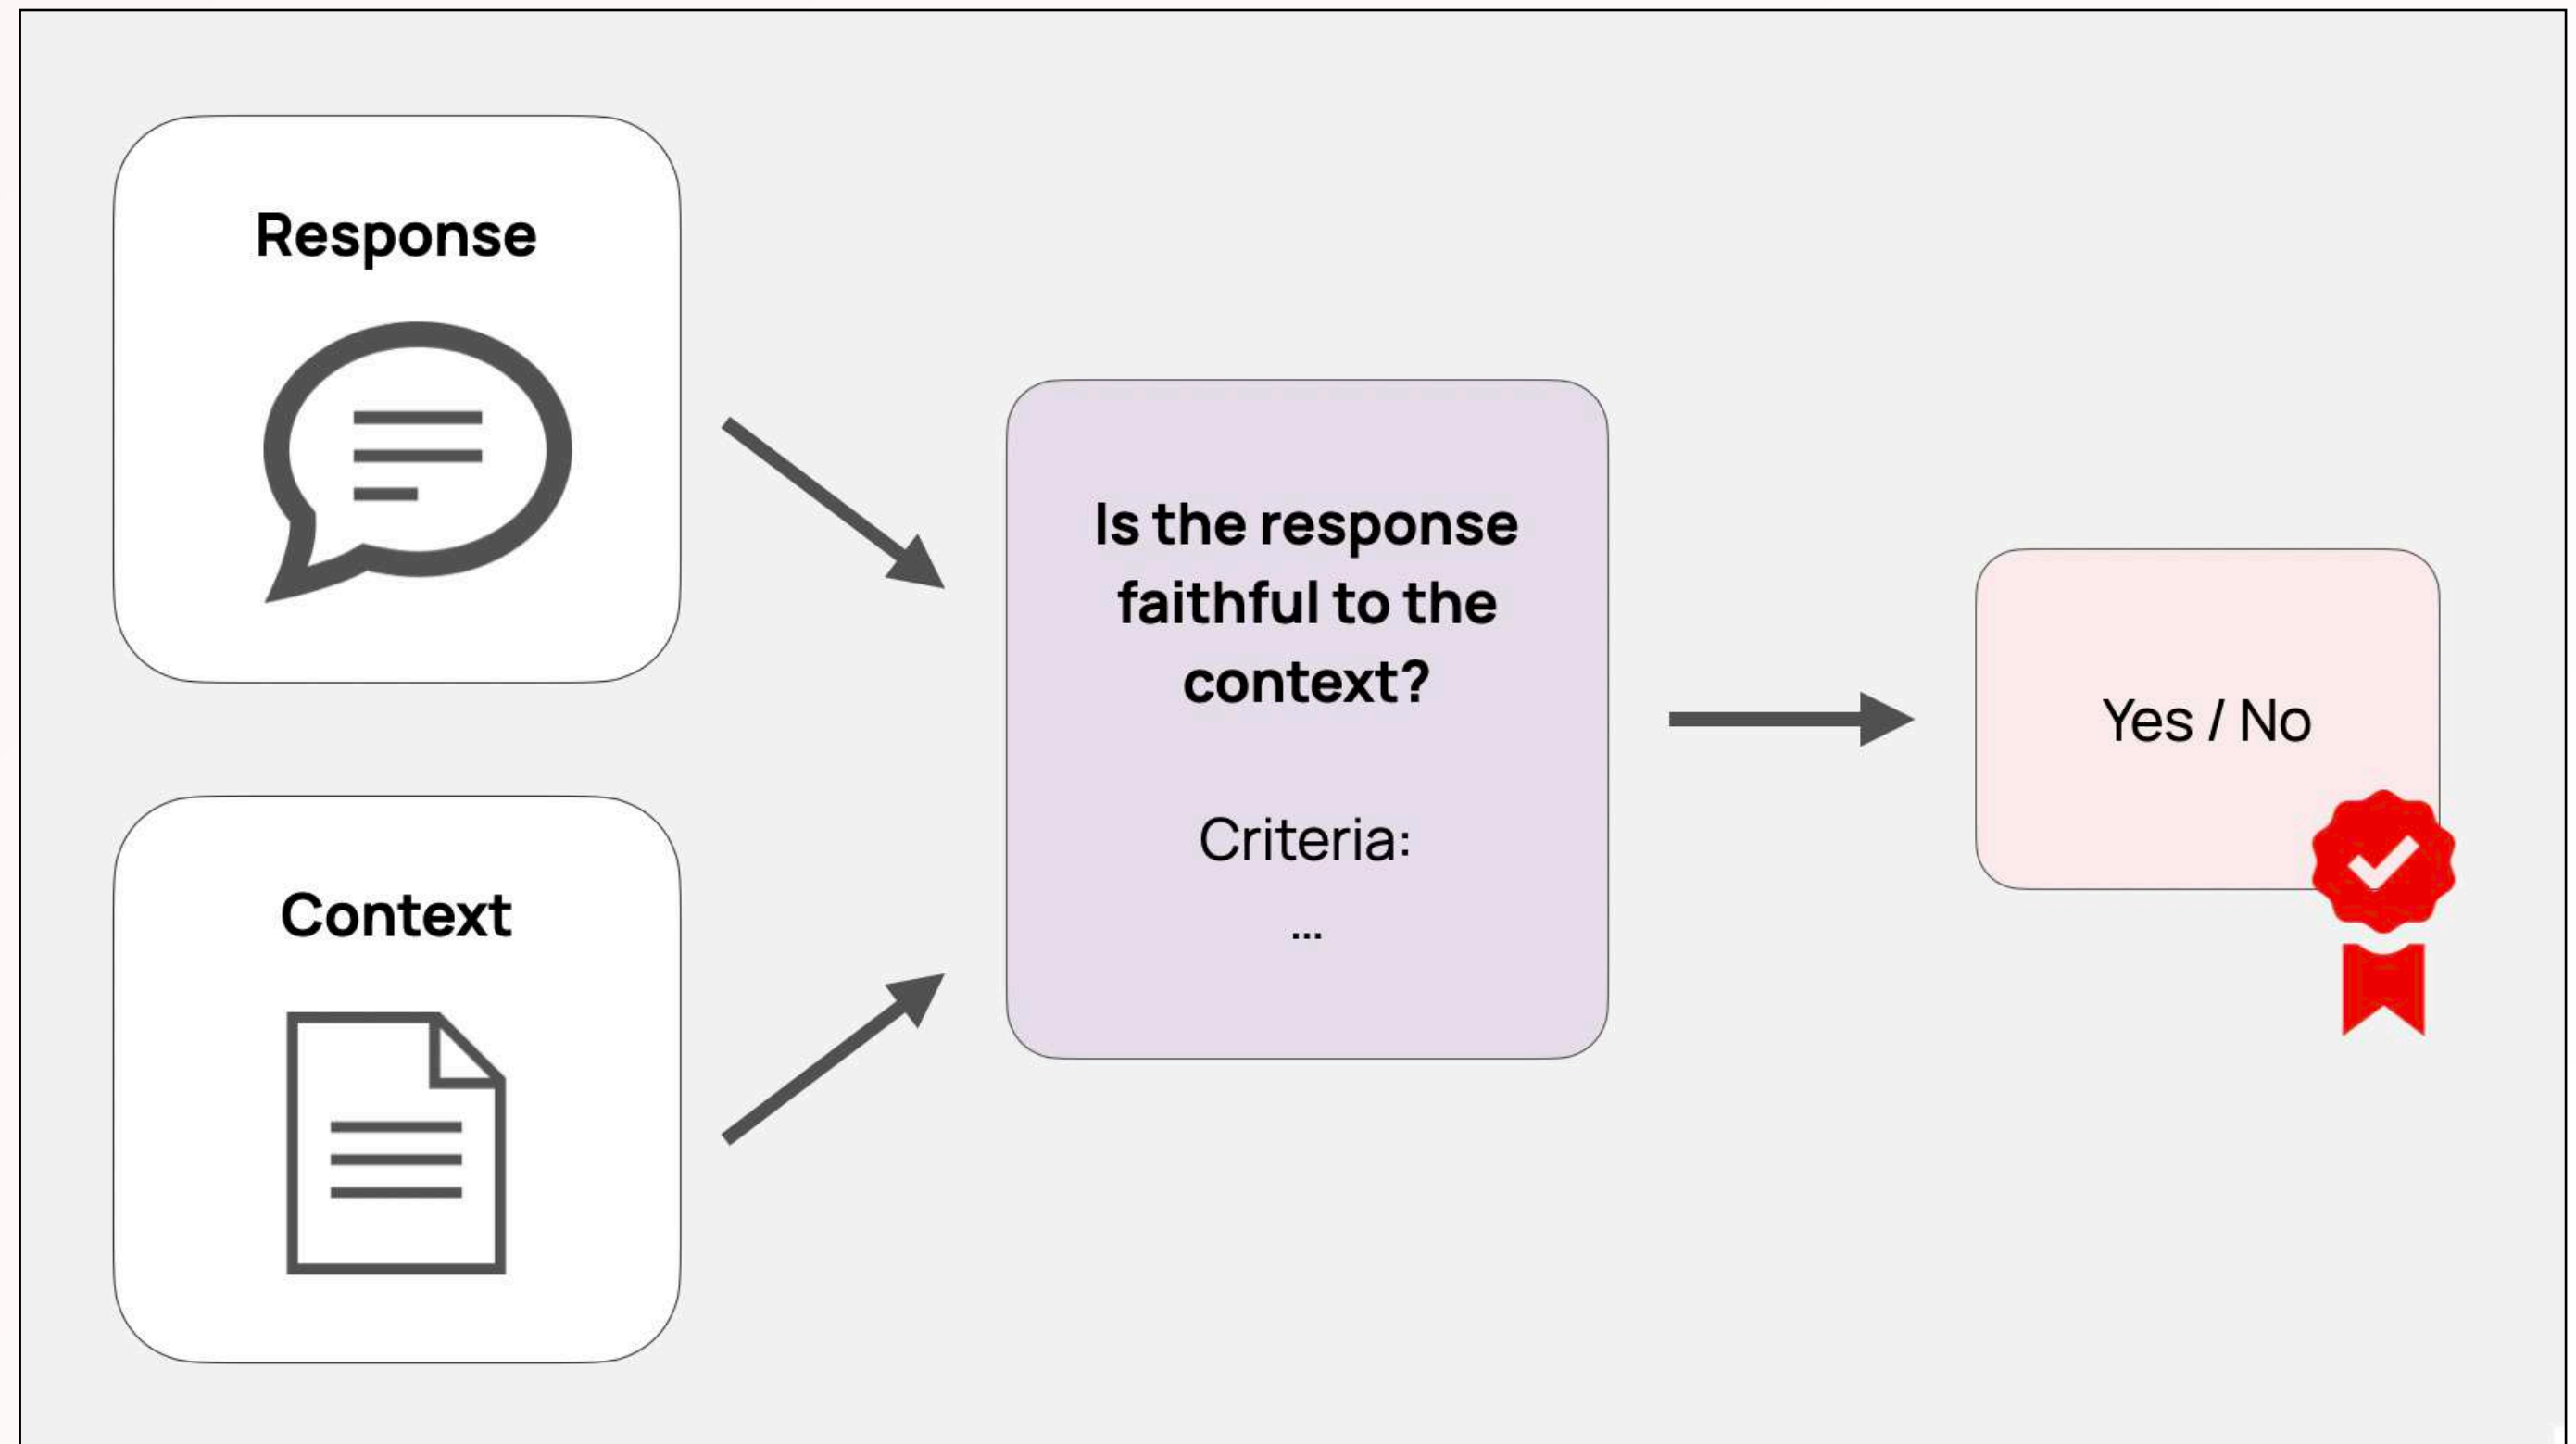 Response
Context
Is the response
faithful to the
context?
Criteria:
...
Yes / No